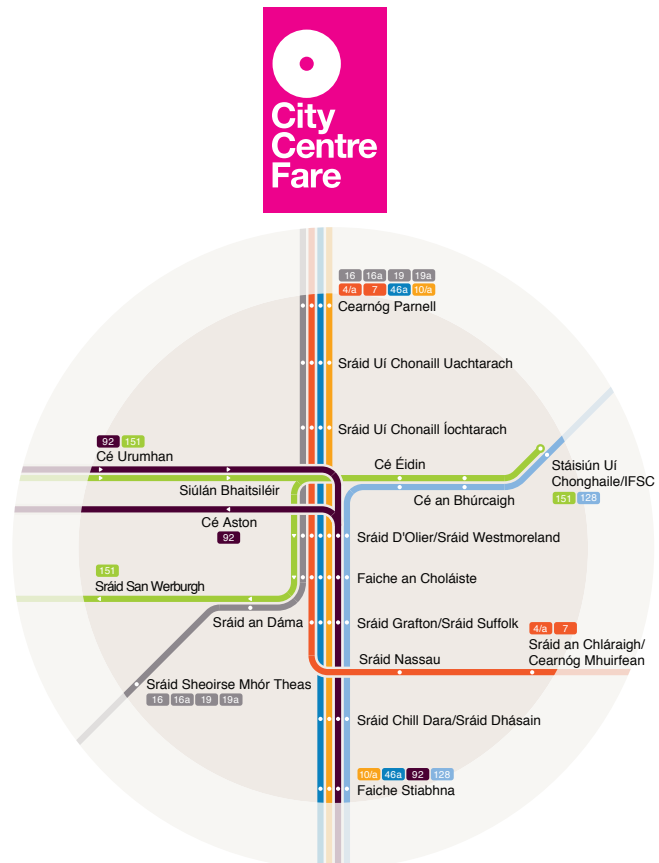 City
Centre
Fare
16 16a 19 19a
4/a 7 46a 10/a
Cearnóg Parnell
Sráid Uí Chonaill Uachtarach
Sráid Uí Chonaill Íochtarach
92 151
Cé Urumhan
Cé Éidin
Stáisiún Uí
Chonghaile/IFSC
151 128
Siúlán Bhaitsiléir
Cé an Bhúrcaigh
Cé Aston
92
Sráid D'Olier/Sráid Westmoreland
151
Sráid San Werburgh
Faiche an Choláiste
Sráid an Dáma
Sráid Grafton/Sráid Suffolk
4/a 7
Sráid an Chláraigh/
Cearnóg Mhuirfean
Sráid Nassau
Sráid Sheoirse Mhór Theas
16 16a 19 19a
Sráid Chill Dara/Sráid Dhásain
10/a 46a 92 128
Faiche Stiabhna